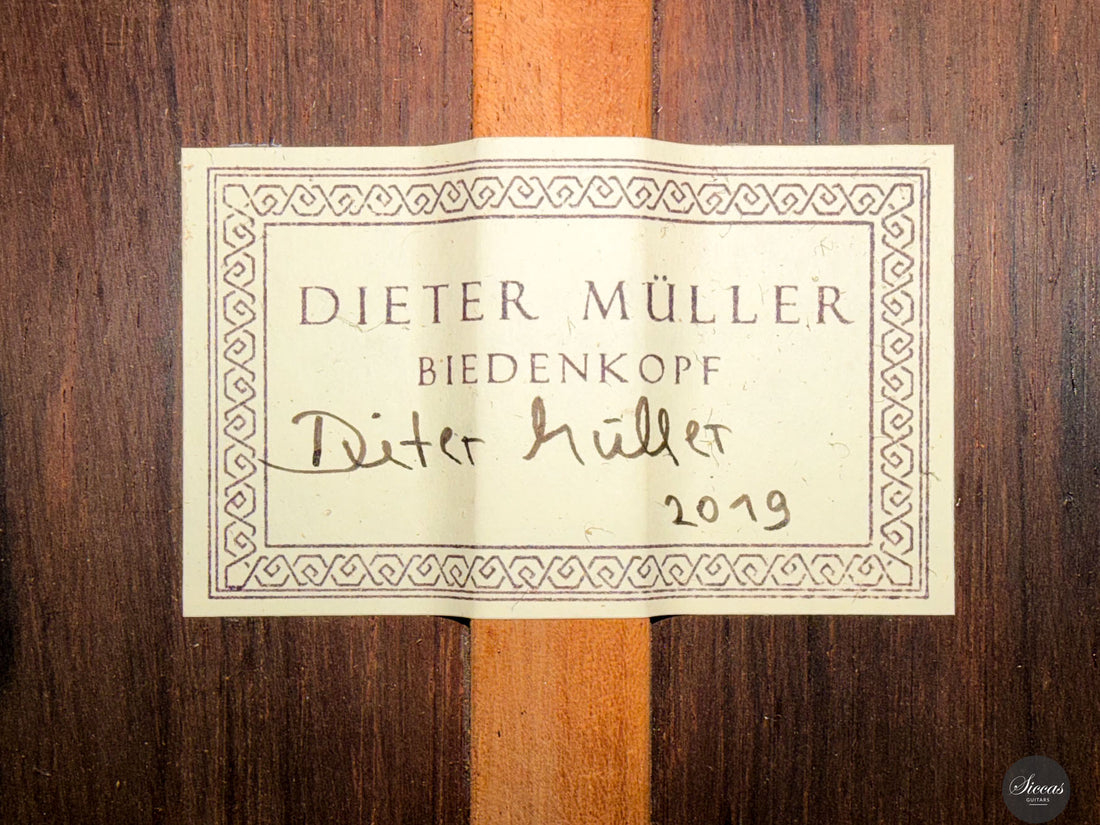 DIETER MÜLLER
BIEDENKOPF
Dieter Müller
2019
Siccas
GUITARS